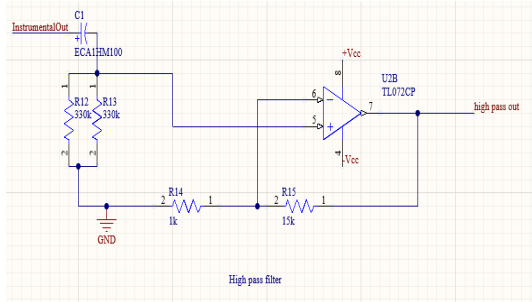 C1
InstrumentalOut
+
ECA1HM100
+Vcc
8
U2B
TL072CP
1 1
R12 R13
330k 330k
6
-
7
high pass out
5
+
2 2
4
-Vcc
R14 R15
2 1 2 1
1k 15k
GND
High pass filter